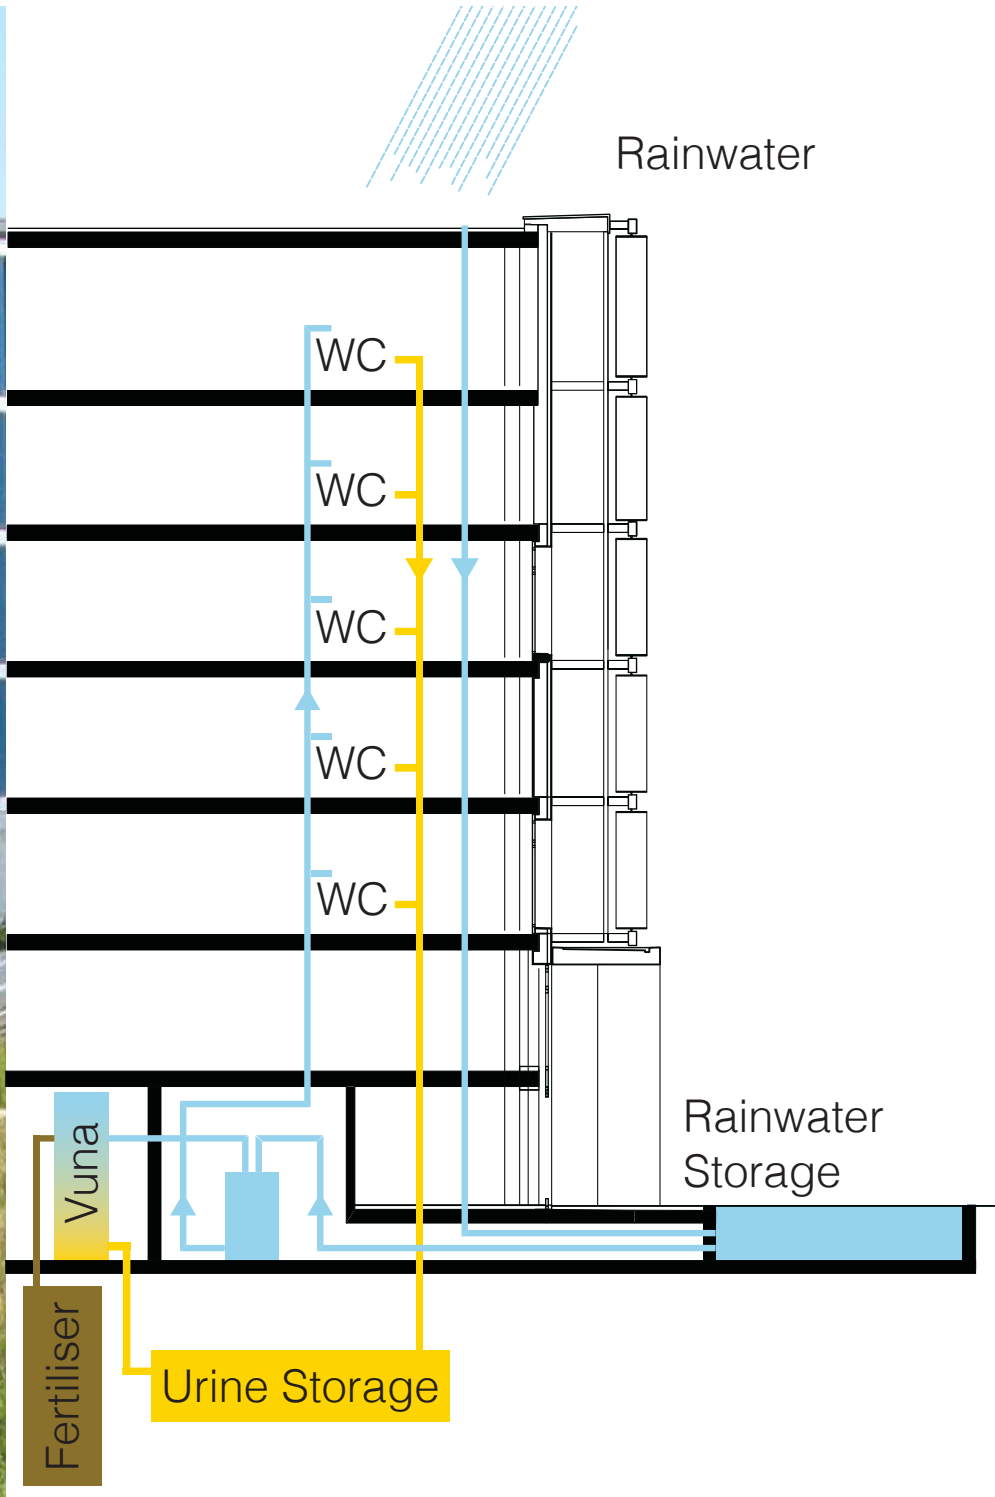 Rainwater
WC
WC
WC
WC
WC
Rainwater
Storage
Vuna
Urine Storage
Fertiliser